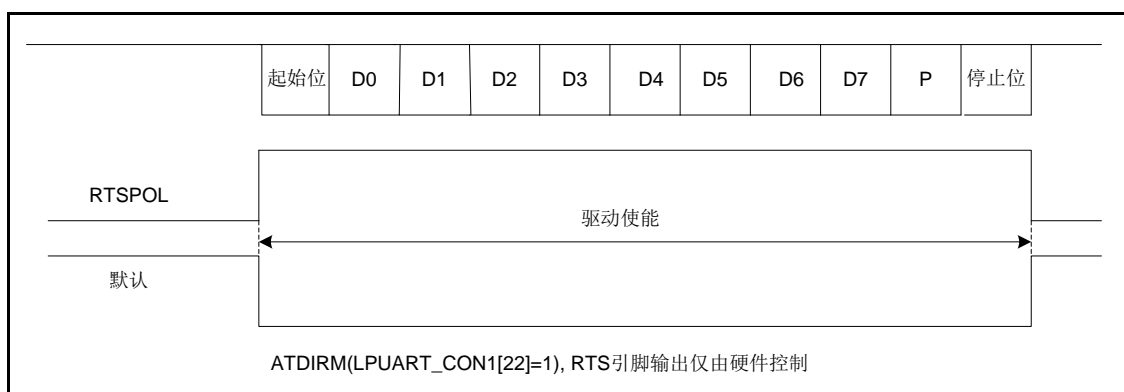 起始位 D0 D1 D2 D3 D4 D5 D6 D7 P 停止位
RTSPOL
驱动使能
默认
ATDIRM(LPUART_CON1[22]=1), RTS引脚输出仅由硬件控制